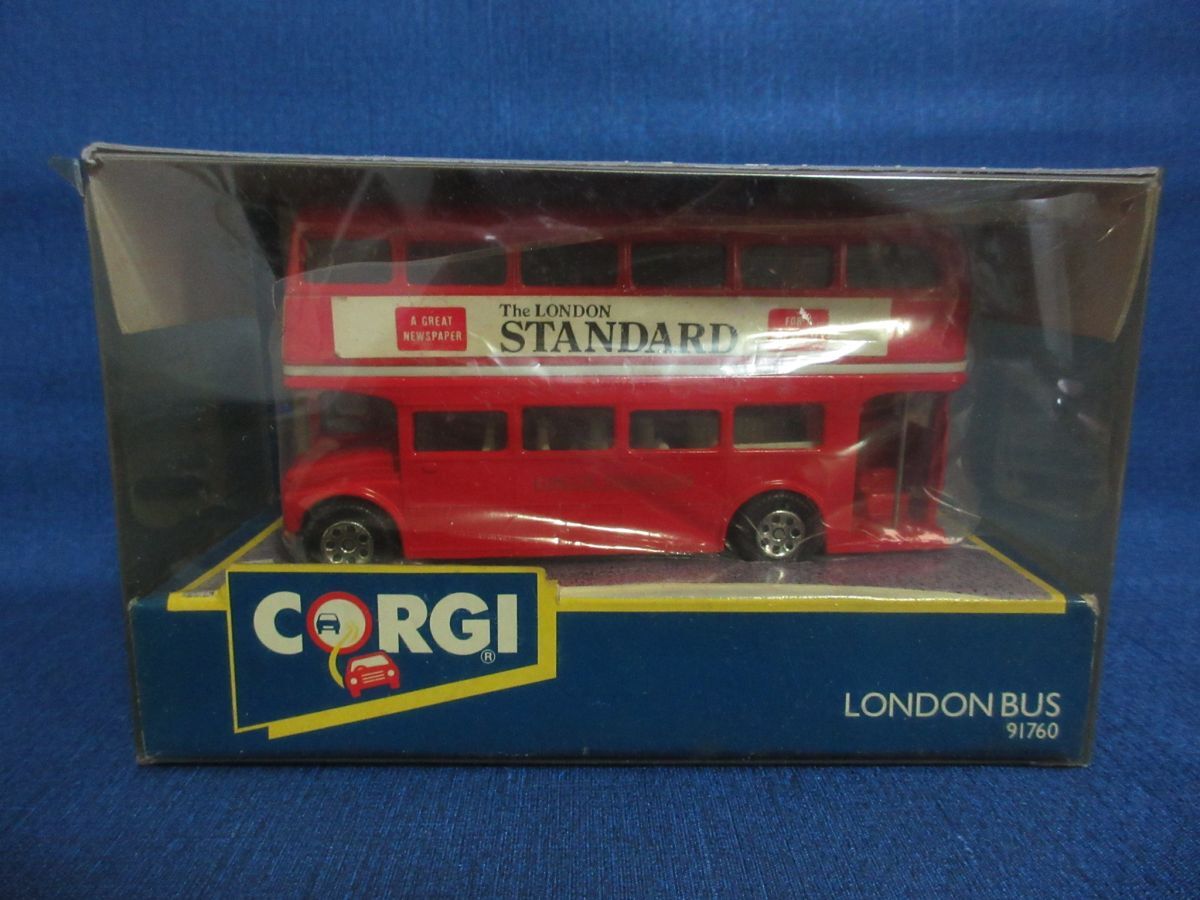 A GREAT
NEWSPAPER
The LONDON
STANDARD
CORGI®
LONDON BUS
91760